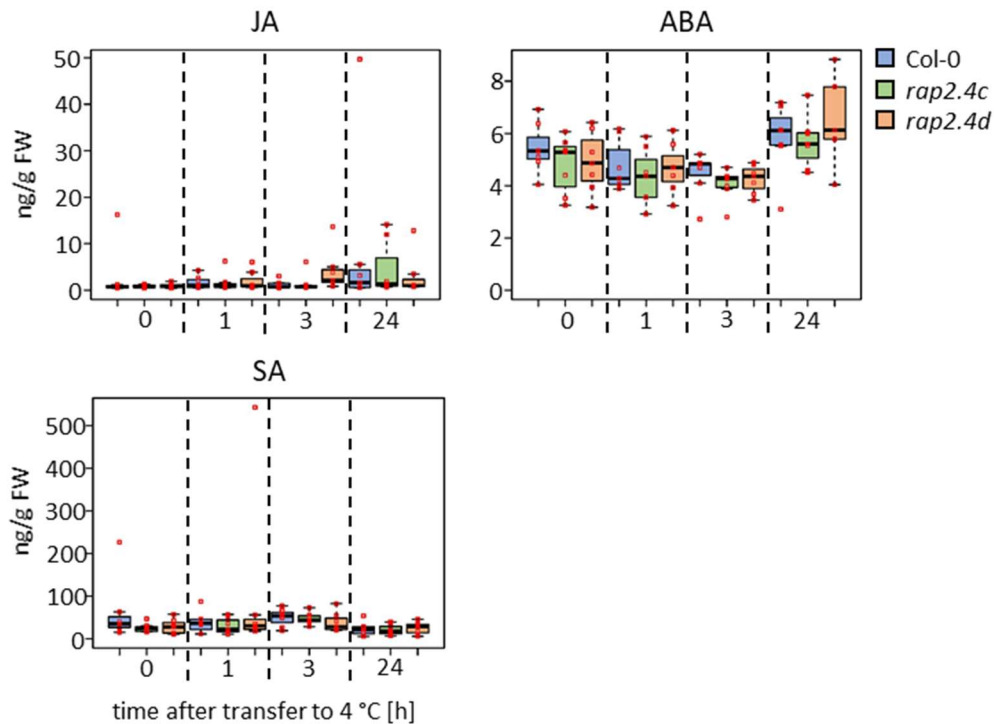 JA
50
40
30
20
10
0
ng/g FW
0 1 3 24
ABA
8
6
4
2
0
0 1 3 24
Col-0
rap2.4c
rap2.4d
SA
500
400
300
200
100
0
ng/g FW
0 1 3 24
time after transfer to 4 °C [h]